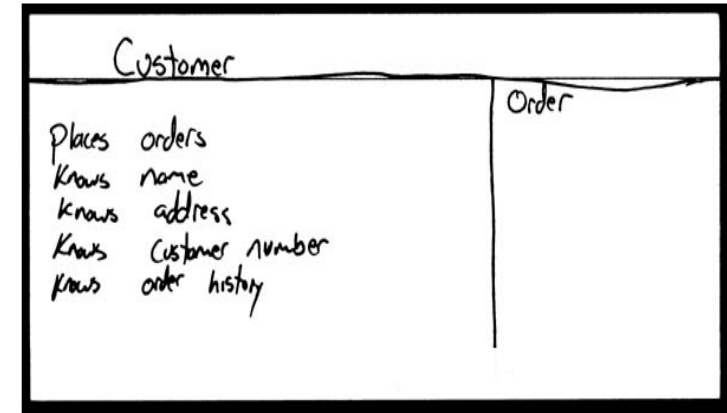 Customer
Places orders
Knows name
Knows address
Knows customer number
Knows order history
Order